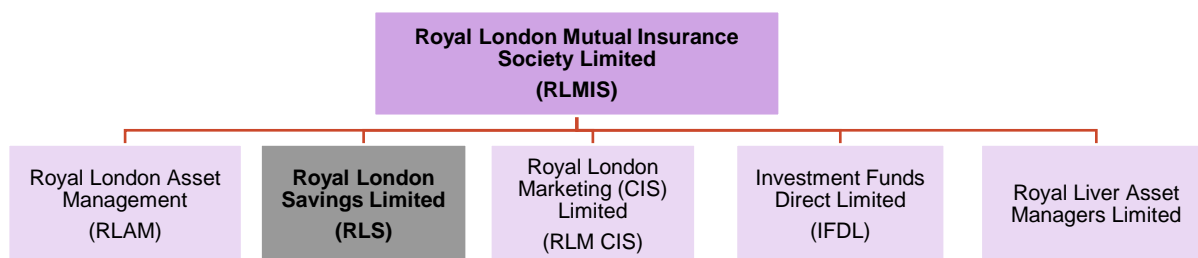 Royal London Mutual Insurance
Society Limited
(RLMIS)
Royal London Asset
Management
(RLAM)
Royal London
Savings Limited
(RLS)
Royal London
Marketing (CIS)
Limited
(RLM CIS)
Investment Funds
Direct Limited
(IFDL)
Royal Liver Asset
Managers Limited